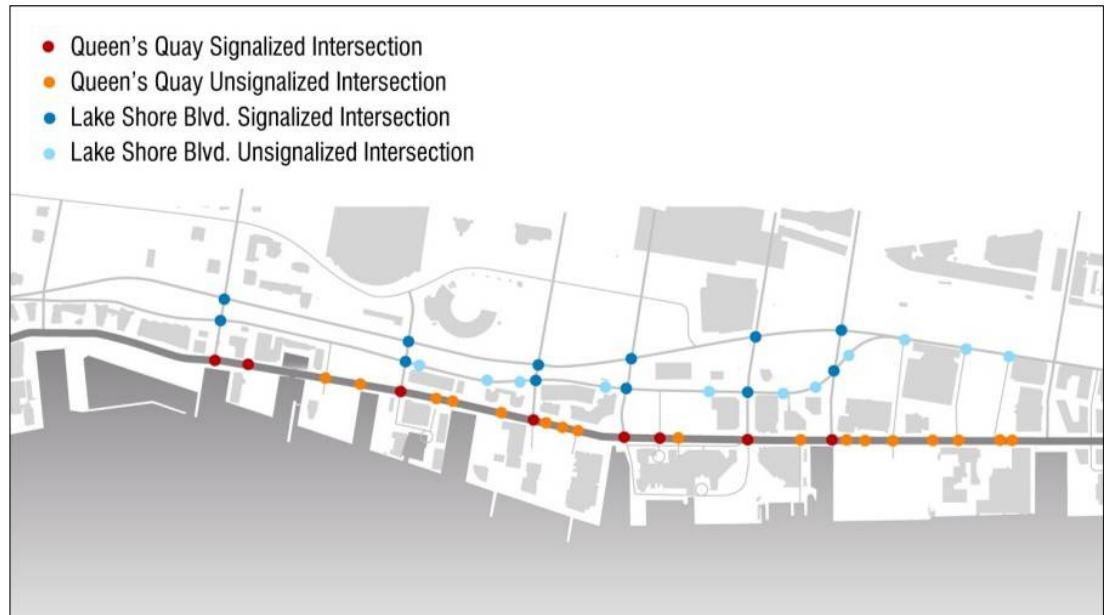 Queen's Quay Signalized Intersection
Queen's Quay Unsignalized Intersection
Lake Shore Blvd. Signalized Intersection
Lake Shore Blvd. Unsignalized Intersection